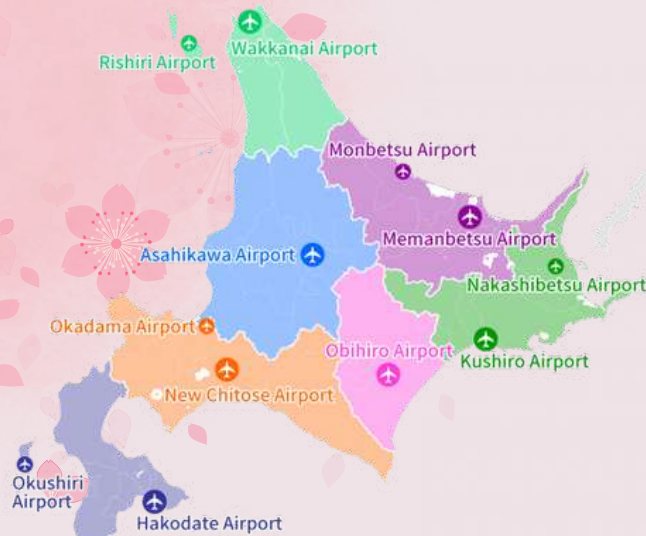 Wakkanai Airport
Rishiri Airport
Monbetsu Airport
Memanbetsu Airport
Asahikawa Airport
Nakashibetsu Airport
Okadama Airport
Obihiro Airport
Kushiro Airport
New Chitose Airport
Okushiri
Airport
Hakodate Airport